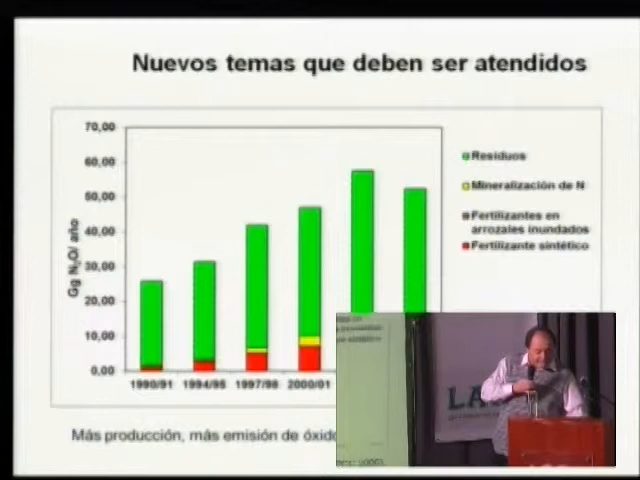 Nuevos temas que deben ser atendidos
70,00
60,00
50,00
40,00
30,00
20,00
10,00
0,00
Gg N₂O/ año
1990/91 1994/95 1997/98 2000/01
Residuos
Mineralización de N
Fertilizantes en
arrozales inundados
Fertilizante sintético
Más producción, más emisión de